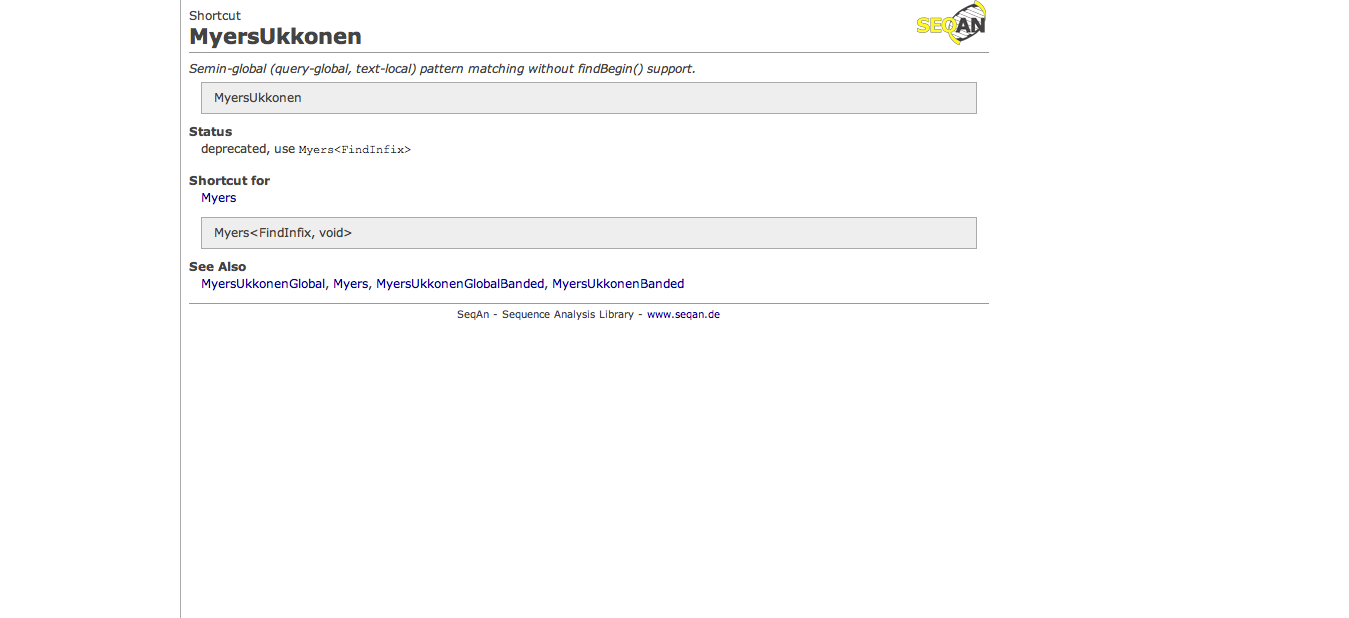 Shortcut
MyersUkkonen
SEQAN
Semin-global (query-global, text-local) pattern matching without findBegin() support.
MyersUkkonen
Status
deprecated, use Myers<FindInfix>
Shortcut for
Myers
Myers<FindInfix, void>
See Also
MyersUkkonenGlobal, Myers, MyersUkkonenGlobalBanded, MyersUkkonenBanded
SeqAn - Sequence Analysis Library - www.seqan.de